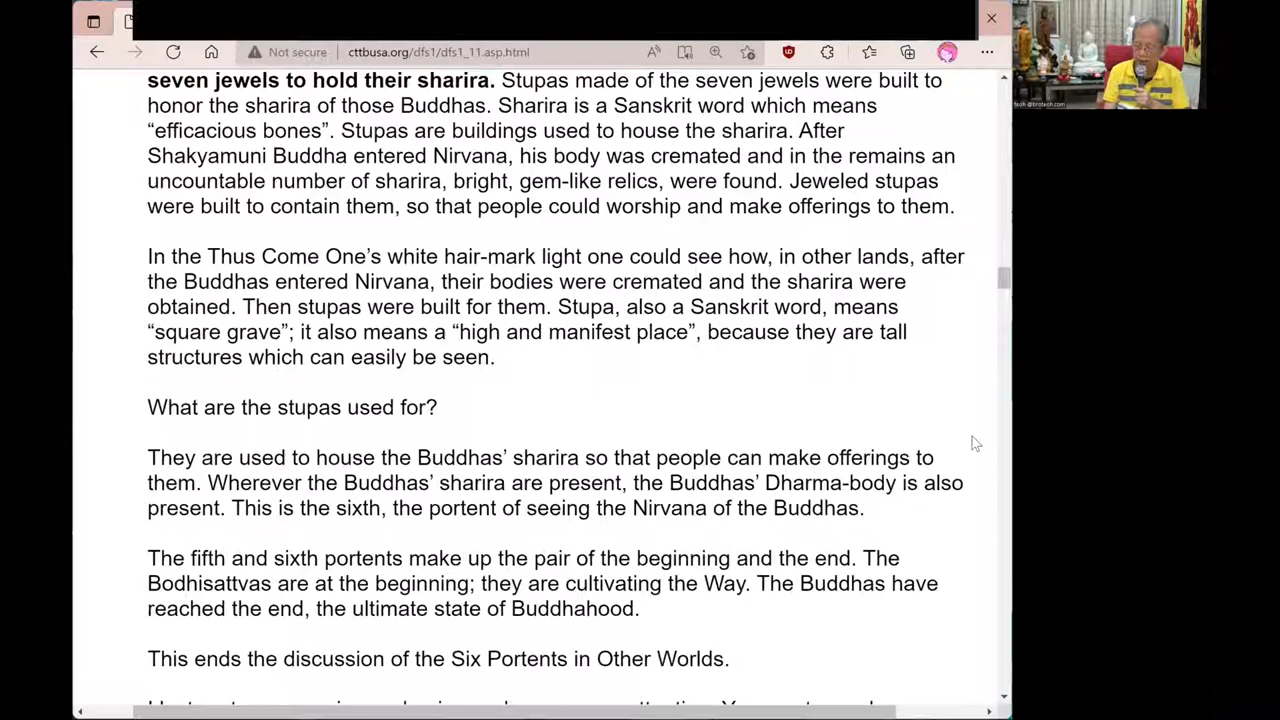 Not secure
cttbusa.org/dfs1/dfs1_11.asp.html
seven jewels to hold their sharira. Stupas made of the seven jewels were built to
honor the sharira of those Buddhas. Sharira is a Sanskrit word which means
“efficacious bones”. Stupas are buildings used to house the sharira. After
Shakyamuni Buddha entered Nirvana, his body was cremated and in the remains an
uncountable number of sharira, bright, gem-like relics, were found. Jeweled stupas
were built to contain them, so that people could worship and make offerings to them.
In the Thus Come One’s white hair-mark light one could see how, in other lands, after
the Buddhas entered Nirvana, their bodies were cremated and the sharira were
obtained. Then stupas were built for them. Stupa, also a Sanskrit word, means
“square grave”; it also means a “high and manifest place”, because they are tall
structures which can easily be seen.
What are the stupas used for?
They are used to house the Buddhas’ sharira so that people can make offerings to
them. Wherever the Buddhas’ sharira are present, the Buddhas’ Dharma-body is also
present. This is the sixth, the portent of seeing the Nirvana of the Buddhas.
The fifth and sixth portents make up the pair of the beginning and the end. The
Bodhisattvas are at the beginning; they are cultivating the Way. The Buddhas have
reached the end, the ultimate state of Buddhahood.
This ends the discussion of the Six Portents in Other Worlds.